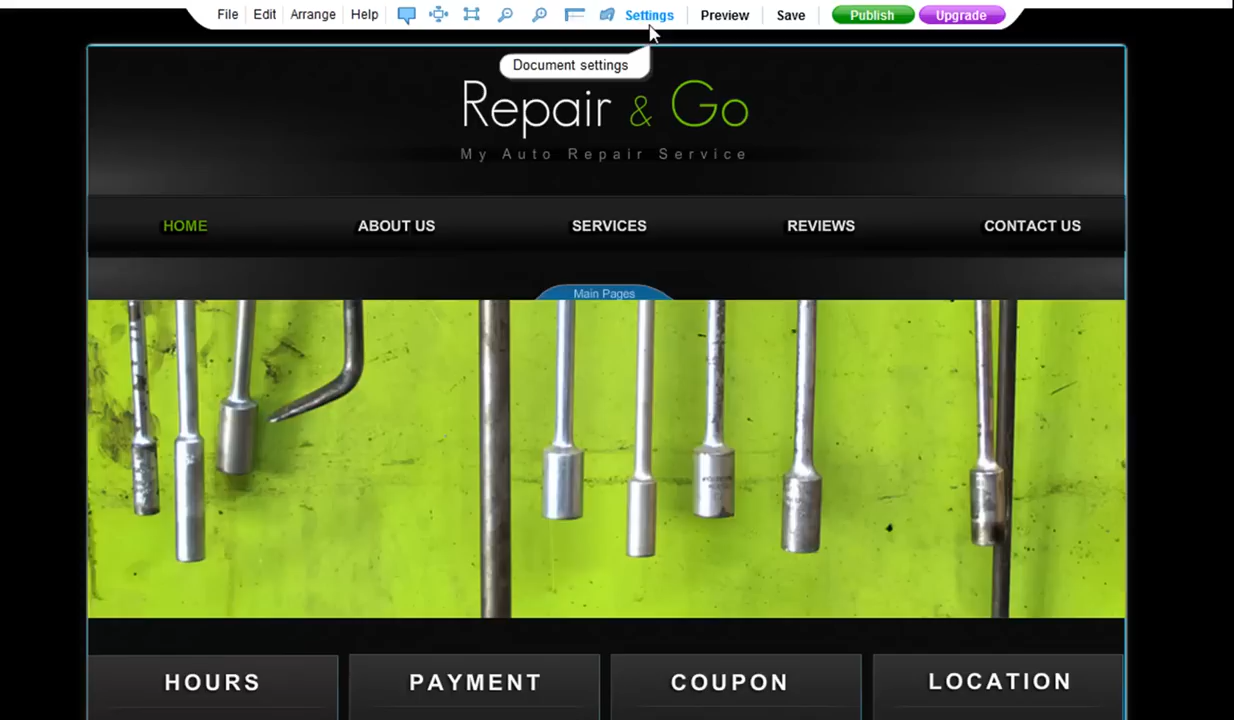 File Edit Arrange Help Settings Preview Save Publish Upgrade
Document settings
Repair & Go
My Auto Repair Service
HOME ABOUT US SERVICES REVIEWS CONTACT US
Main Pages
HOURS PAYMENT COUPON LOCATION